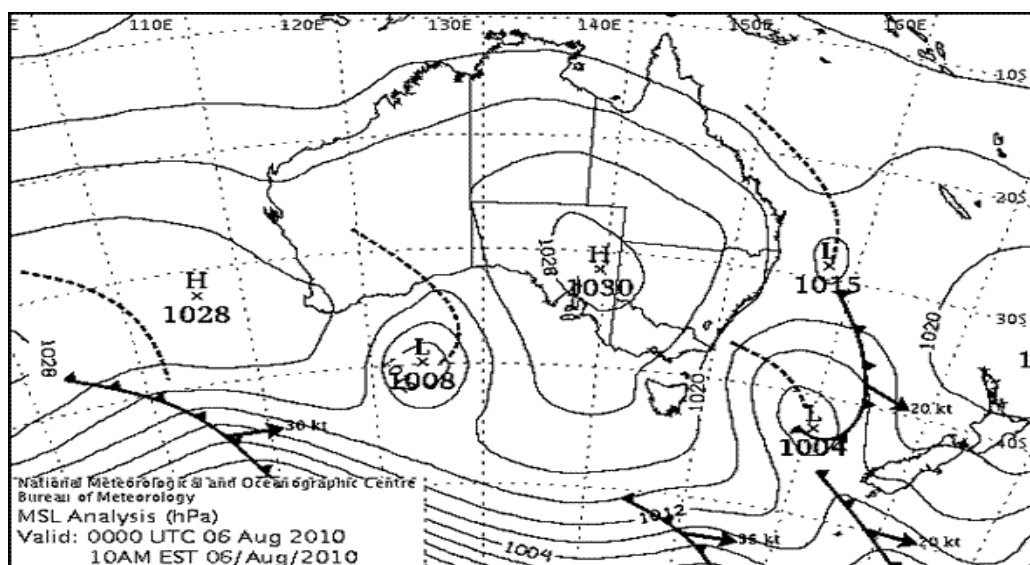 E 110E 120E 130E 140E 150E 160E
10S
20S
H
1028
H
1030
1028
L
1015
30S
1020
1
L
1008
1028
1020
20 kt
L
1004
40S
30 kt
National Meteorological and Oceanographic Centre
Bureau of Meteorology
MSL Analysis (hPa)
Valid: 0000 UTC 06 Aug 2010
10AM EST 06/Aug/2010
1012
1004
35 kt
20 kt